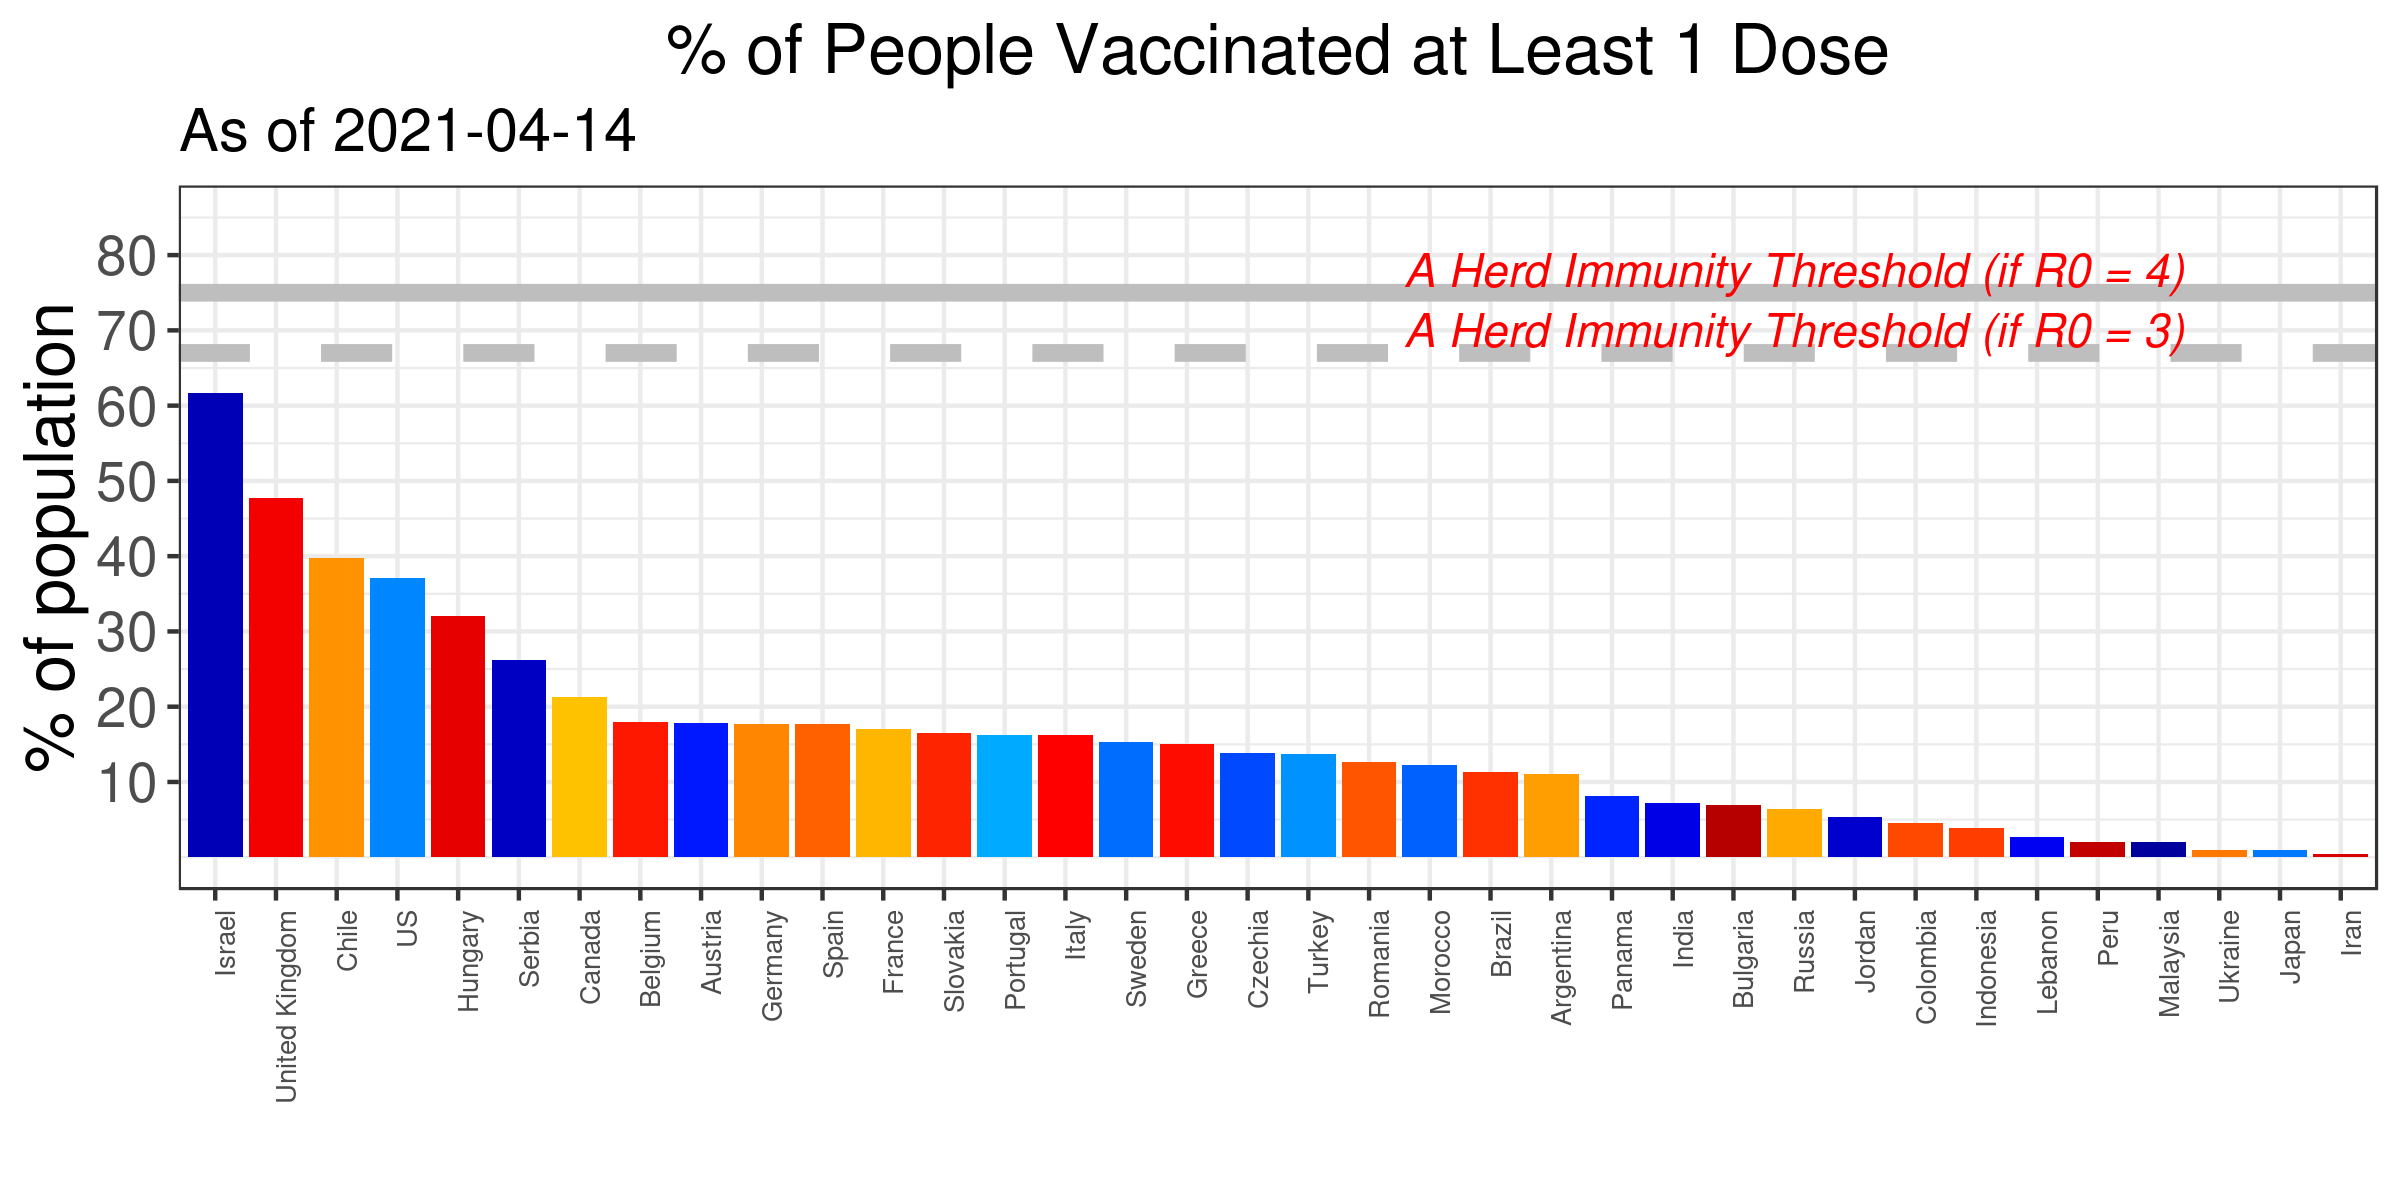 % of People Vaccinated at Least 1 Dose
As of 2021-04-14
% of population
80
70
60
50
40
30
20
10
A Herd Immunity Threshold (if R0 = 4)
A Herd Immunity Threshold (if R0 = 3)
Israel
United Kingdom
Chile
US
Hungary
Serbia
Canada
Belgium
Austria
Germany
Spain
France
Slovakia
Portugal
Italy
Sweden
Greece
Czechia
Turkey
Romania
Morocco
Brazil
Argentina
Panama
India
Bulgaria
Russia
Jordan
Colombia
Indonesia
Lebanon
Peru
Malaysia
Ukraine
Japan
Iran